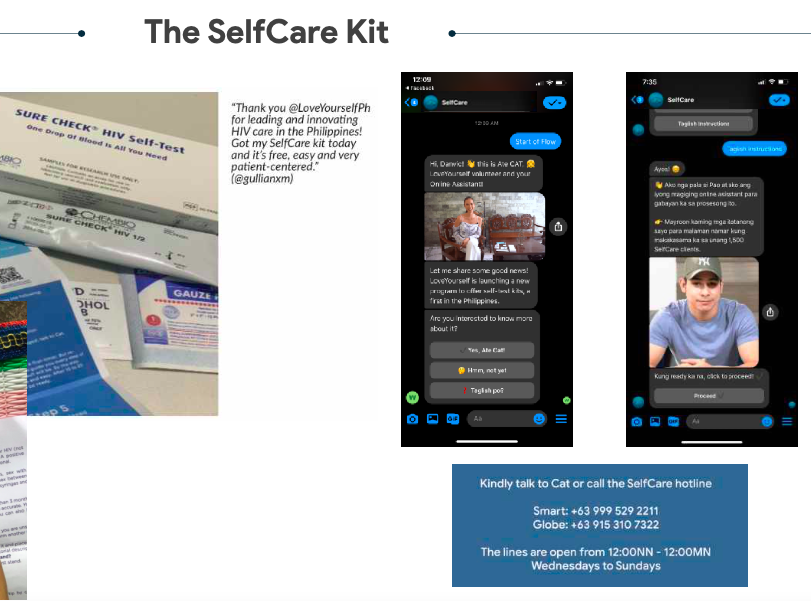 The SelfCare Kit
SURE CHECK® HIV Self-Test
One Drop of Blood is All You Need
SAMPLES FOR RESEARCH USE ONLY.
CHEMBIO
SURE CHECK® HIV 1/2
GAUZE
Step 5
"Thank you @LoveYourselfPh
for leading and innovating
HIV care in the Philippines!
Got my SelfCare kit today
and it's free, easy and very
patient-centered."
(@gullianxm)
12:09
Facebook
SelfCare
Start of Flow
Hi, Danvic! 👋 this is Ate CAT,
LoveYourself volunteer and your
Online Assistant!
Let me share some good news!
LoveYourself is launching a new
program to offer self-test kits, a
first in the Philippines.
Are you interested to know more
about it?
Yes, Ate Cat!
🤔 Hmm, not yet
Taglish po?
GIF
Aa
7:35
SelfCare
Taglish Instructions
Taglish Instructions
Ayos!
👋 Ako nga pala si Pao at ako ang
iyong magiging online asistant para
gabayan ka sa prosesong ito.
👉 Mayroon kaming mga itatanong
sayo para malaman namar kung
makakasama ka sa unang 1,500
SelfCare clients.
Kung ready ka na, click to proceed!
Proceed
GIF
Aa
Kindly talk to Cat or call the SelfCare hotline
Smart: +63 999 529 2211
Globe: +63 915 310 7322
The lines are open from 12:00NN - 12:00MN
Wednesdays to Sundays